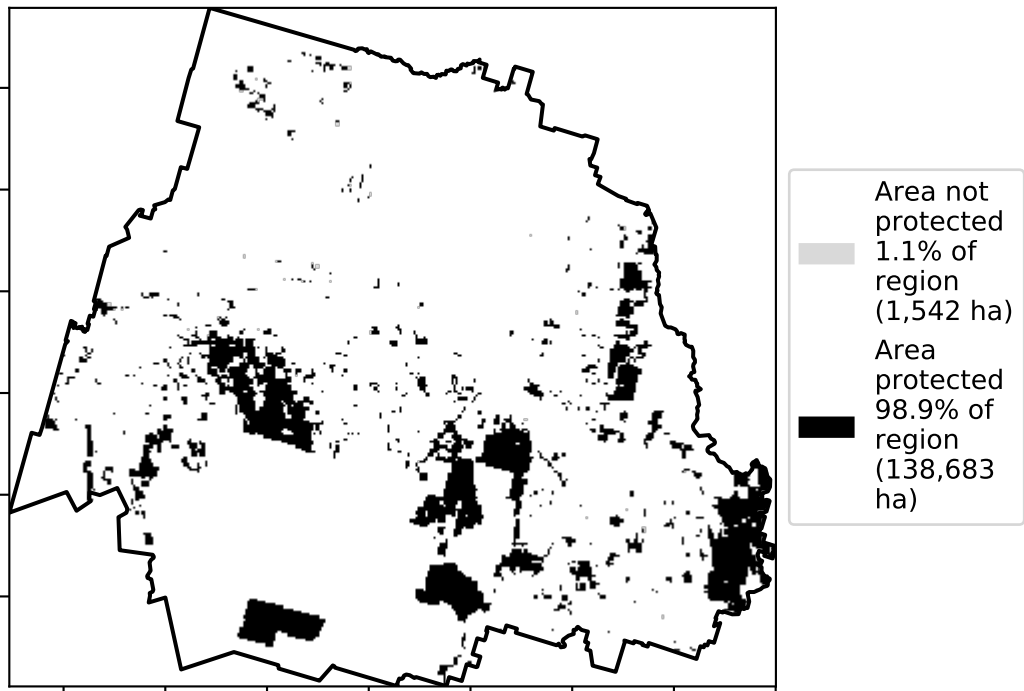 Area not
protected
1.1% of
region
(1,542 ha)
Area
protected
98.9% of
region
(138,683
ha)